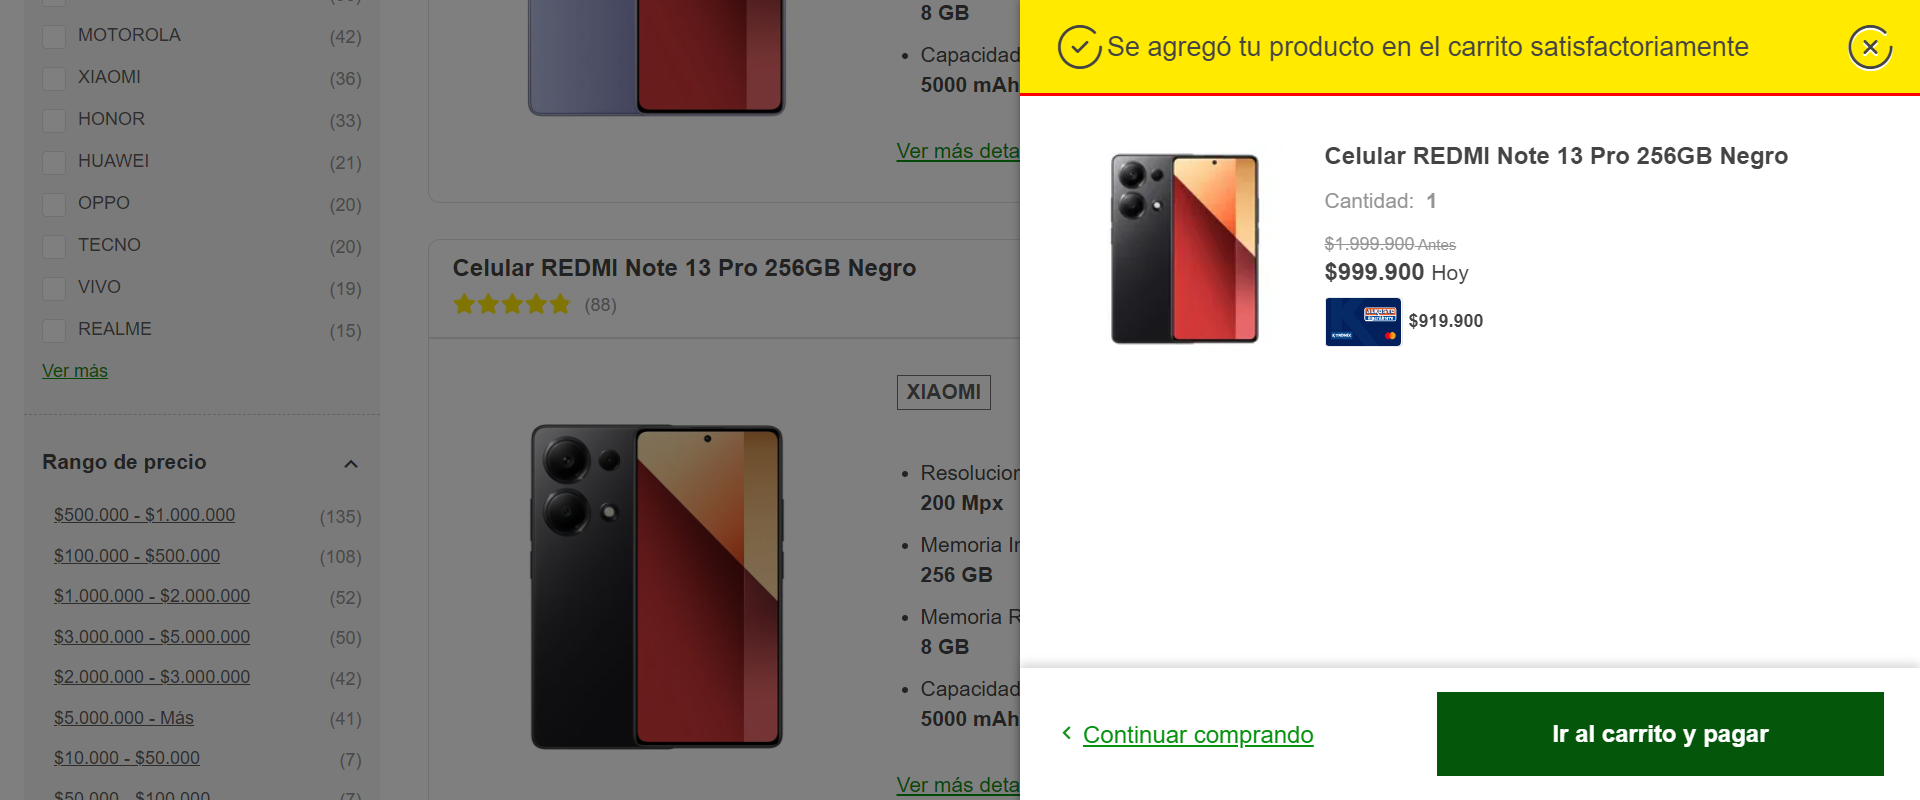 MOTOROLA (42)
XIAOMI (36)
HONOR (33)
HUAWEI (21)
OPPO (20)
TECNO (20)
VIVO (19)
REALME (15)
Ver más
Rango de precio
$500.000 - $1.000.000 (135)
$100.000 - $500.000 (108)
$1.000.000 - $2.000.000 (52)
$3.000.000 - $5.000.000 (50)
$2.000.000 - $3.000.000 (42)
$5.000.000 - Más (41)
$10.000 - $50.000 (7)
$50.000 - $100.000 (7)
8 GB
Capacidad
5000 mAh
Ver más deta
Celular REDMI Note 13 Pro 256GB Negro
(88)
XIAOMI
Resolucion
200 Mpx
Memoria In
256 GB
Memoria R
8 GB
Capacidad
5000 mAh
Ver más deta
Se agregó tu producto en el carrito satisfactoriamente
Celular REDMI Note 13 Pro 256GB Negro
Cantidad: 1
$1.999.900 Antes
$999.900 Hoy
ALKOSTO
$919.900
Continuar comprando
Ir al carrito y pagar